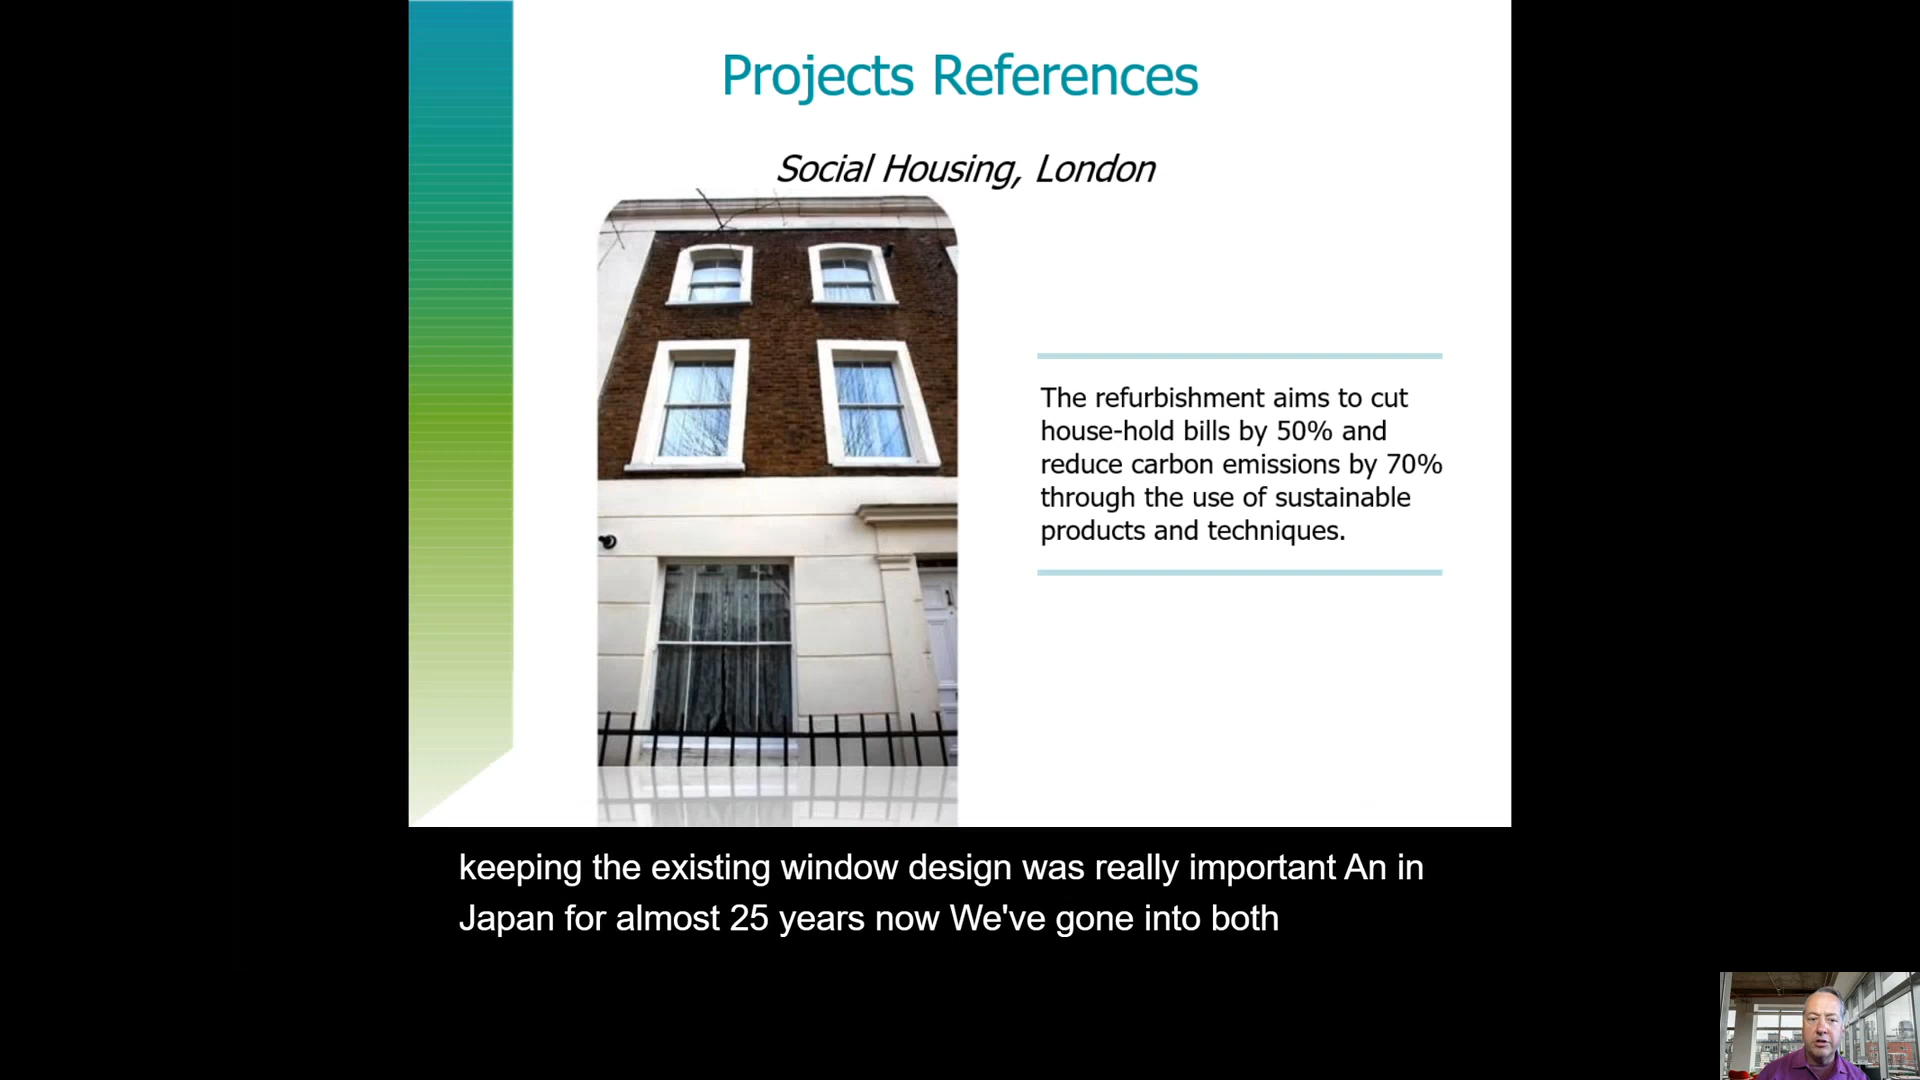 Projects References
Social Housing, London
The refurbishment aims to cut
house-hold bills by 50% and
reduce carbon emissions by 70%
through the use of sustainable
products and techniques.
keeping the existing window design was really important An in
Japan for almost 25 years now We've gone into both